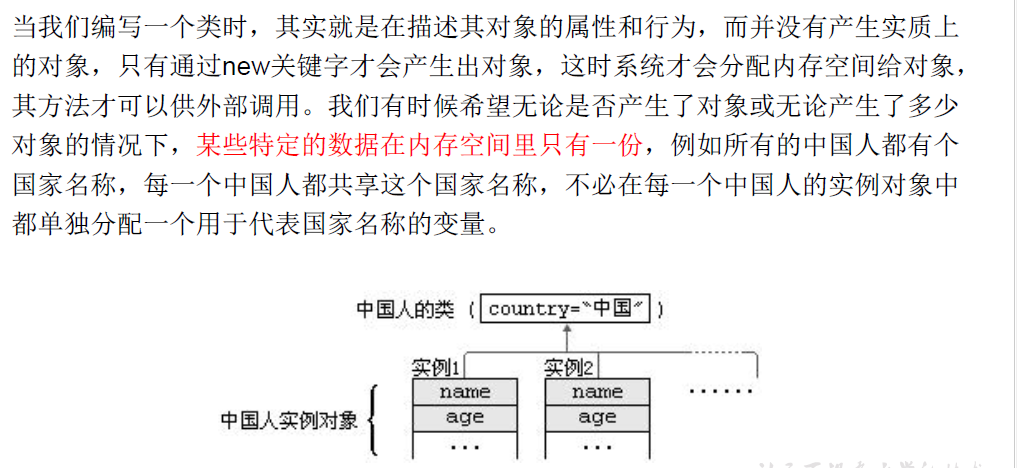 当我们编写一个类时，其实就是在描述其对象的属性和行为，而并没有产生实质上
的对象，只有通过new关键字才会产生出对象，这时系统才会分配内存空间给对象，
其方法才可以供外部调用。我们有时候希望无论是否产生了对象或无论产生了多少
对象的情况下，某些特定的数据在内存空间里只有一份，例如所有的中国人都有个
国家名称，每一个中国人都共享这个国家名称，不必在每一个中国人的实例对象中
都单独分配一个用于代表国家名称的变量。
中国人的类（country="中国"）
实例1 实例2
name name ······
中国人实例对象 age age
··· ···